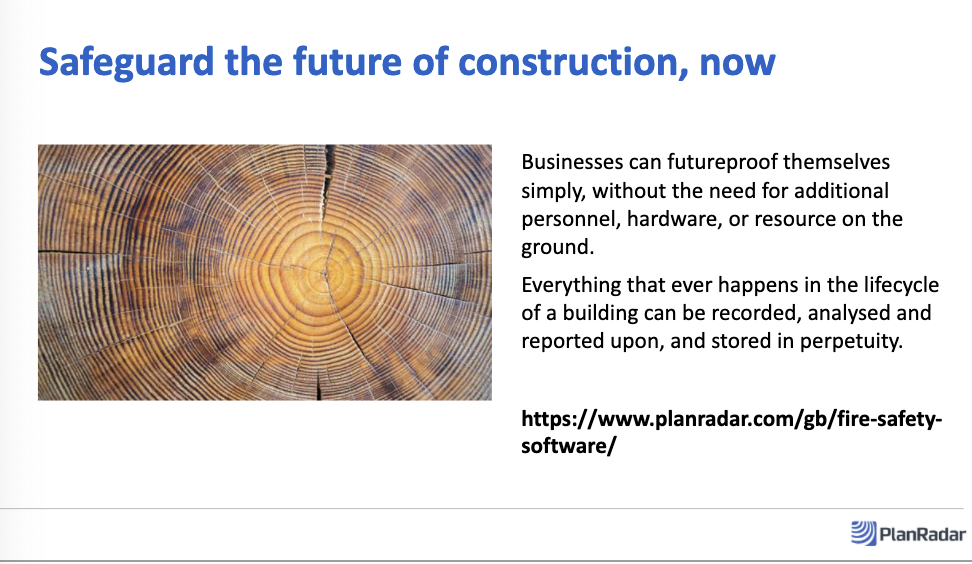 Safeguard the future of construction, now
Businesses can futureproof themselves
simply, without the need for additional
personnel, hardware, or resource on the
ground.
Everything that ever happens in the lifecycle
of a building can be recorded, analysed and
reported upon, and stored in perpetuity.
https://www.planradar.com/gb/fire-safety-
software/
PlanRadar